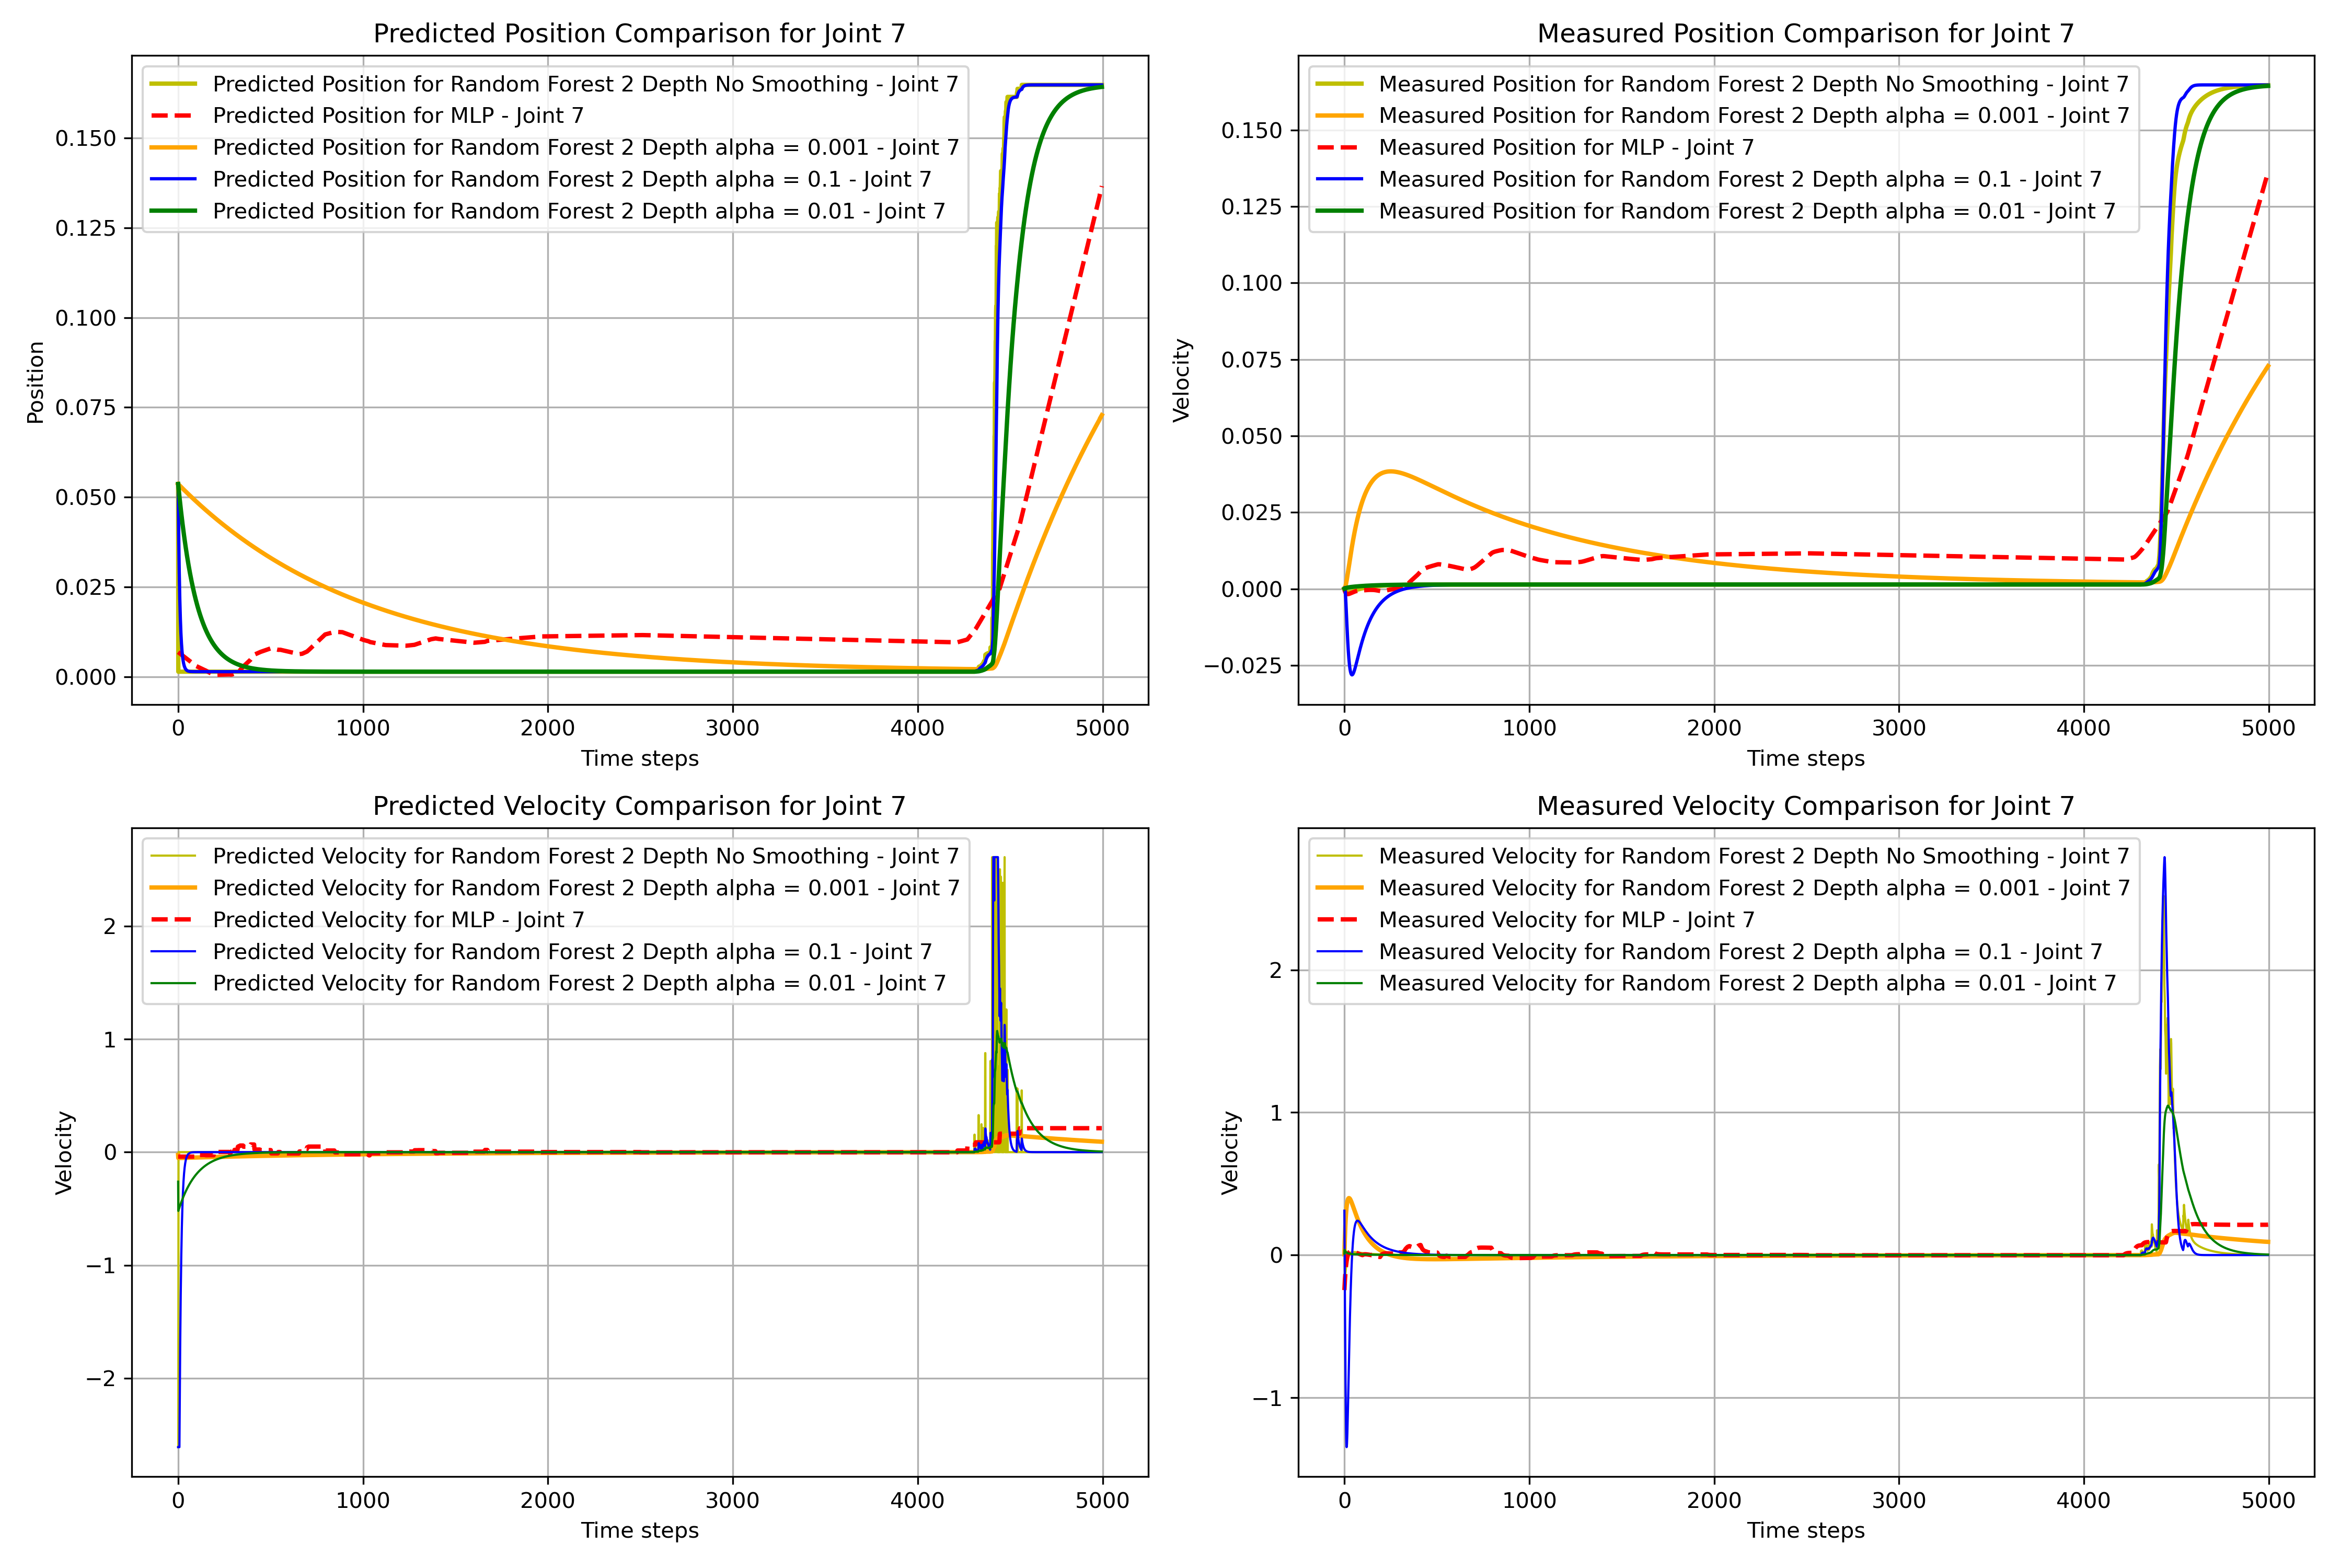 Predicted Position Comparison for Joint 7
Predicted Position for Random Forest 2 Depth No Smoothing - Joint 7
Predicted Position for MLP - Joint 7
Predicted Position for Random Forest 2 Depth alpha = 0.001 - Joint 7
Predicted Position for Random Forest 2 Depth alpha = 0.1 - Joint 7
Predicted Position for Random Forest 2 Depth alpha = 0.01 - Joint 7
0.150
0.125
0.100
0.075
0.050
0.025
0.000
Position
0 1000 2000 3000 4000 5000
Time steps
Measured Position Comparison for Joint 7
Measured Position for Random Forest 2 Depth No Smoothing - Joint 7
Measured Position for Random Forest 2 Depth alpha = 0.001 - Joint 7
Measured Position for MLP - Joint 7
Measured Position for Random Forest 2 Depth alpha = 0.1 - Joint 7
Measured Position for Random Forest 2 Depth alpha = 0.01 - Joint 7
0.150
0.125
0.100
0.075
0.050
0.025
0.000
−0.025
Velocity
0 1000 2000 3000 4000 5000
Time steps
Predicted Velocity Comparison for Joint 7
Predicted Velocity for Random Forest 2 Depth No Smoothing - Joint 7
Predicted Velocity for Random Forest 2 Depth alpha = 0.001 - Joint 7
Predicted Velocity for MLP - Joint 7
Predicted Velocity for Random Forest 2 Depth alpha = 0.1 - Joint 7
Predicted Velocity for Random Forest 2 Depth alpha = 0.01 - Joint 7
2
1
0
−1
−2
Velocity
0 1000 2000 3000 4000 5000
Time steps
Measured Velocity Comparison for Joint 7
Measured Velocity for Random Forest 2 Depth No Smoothing - Joint 7
Measured Velocity for Random Forest 2 Depth alpha = 0.001 - Joint 7
Measured Velocity for MLP - Joint 7
Measured Velocity for Random Forest 2 Depth alpha = 0.1 - Joint 7
Measured Velocity for Random Forest 2 Depth alpha = 0.01 - Joint 7
2
1
0
−1
Velocity
0 1000 2000 3000 4000 5000
Time steps